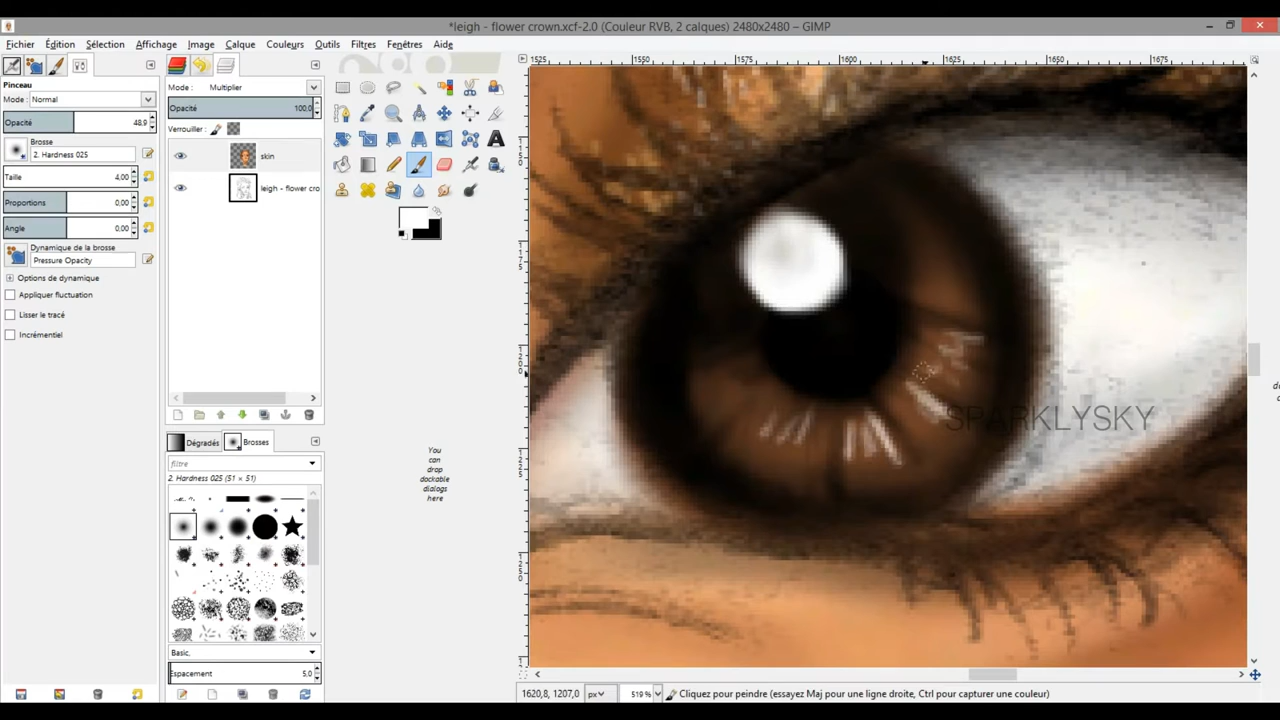 *leigh - flower crown.xcf-2.0 (Couleur RVB, 2 calques) 2480x2480 – GIMP
Fichier Édition Sélection Affichage Image Calque Couleurs Outils Filtres Fenêtres Aide
Pinceau
Mode : Normal
Opacité 48,9
Brosse
2. Hardness 025
Taille 4,00
Proportions 0,00
Angle 0,00
Dynamique de la brosse
Pressure Opacity
Options de dynamique
Appliquer fluctuation
Lisser le tracé
Incrémentiel
Mode : Multiplier
Opacité 100,0
Verrouiller :
skin
leigh - flower cro
Dégradés Brosses
filtre
2. Hardness 025 (51 × 51)
Basic,
Espacement 5,0
You
can
drop
dockable
dialogs
here
1525 1550 1575 1600 1625 1650 1675
SPARKLYSKY
1620,8, 1207,0 px 519 % Cliquez pour peindre (essayez Maj pour une ligne droite, Ctrl pour capturer une couleur)